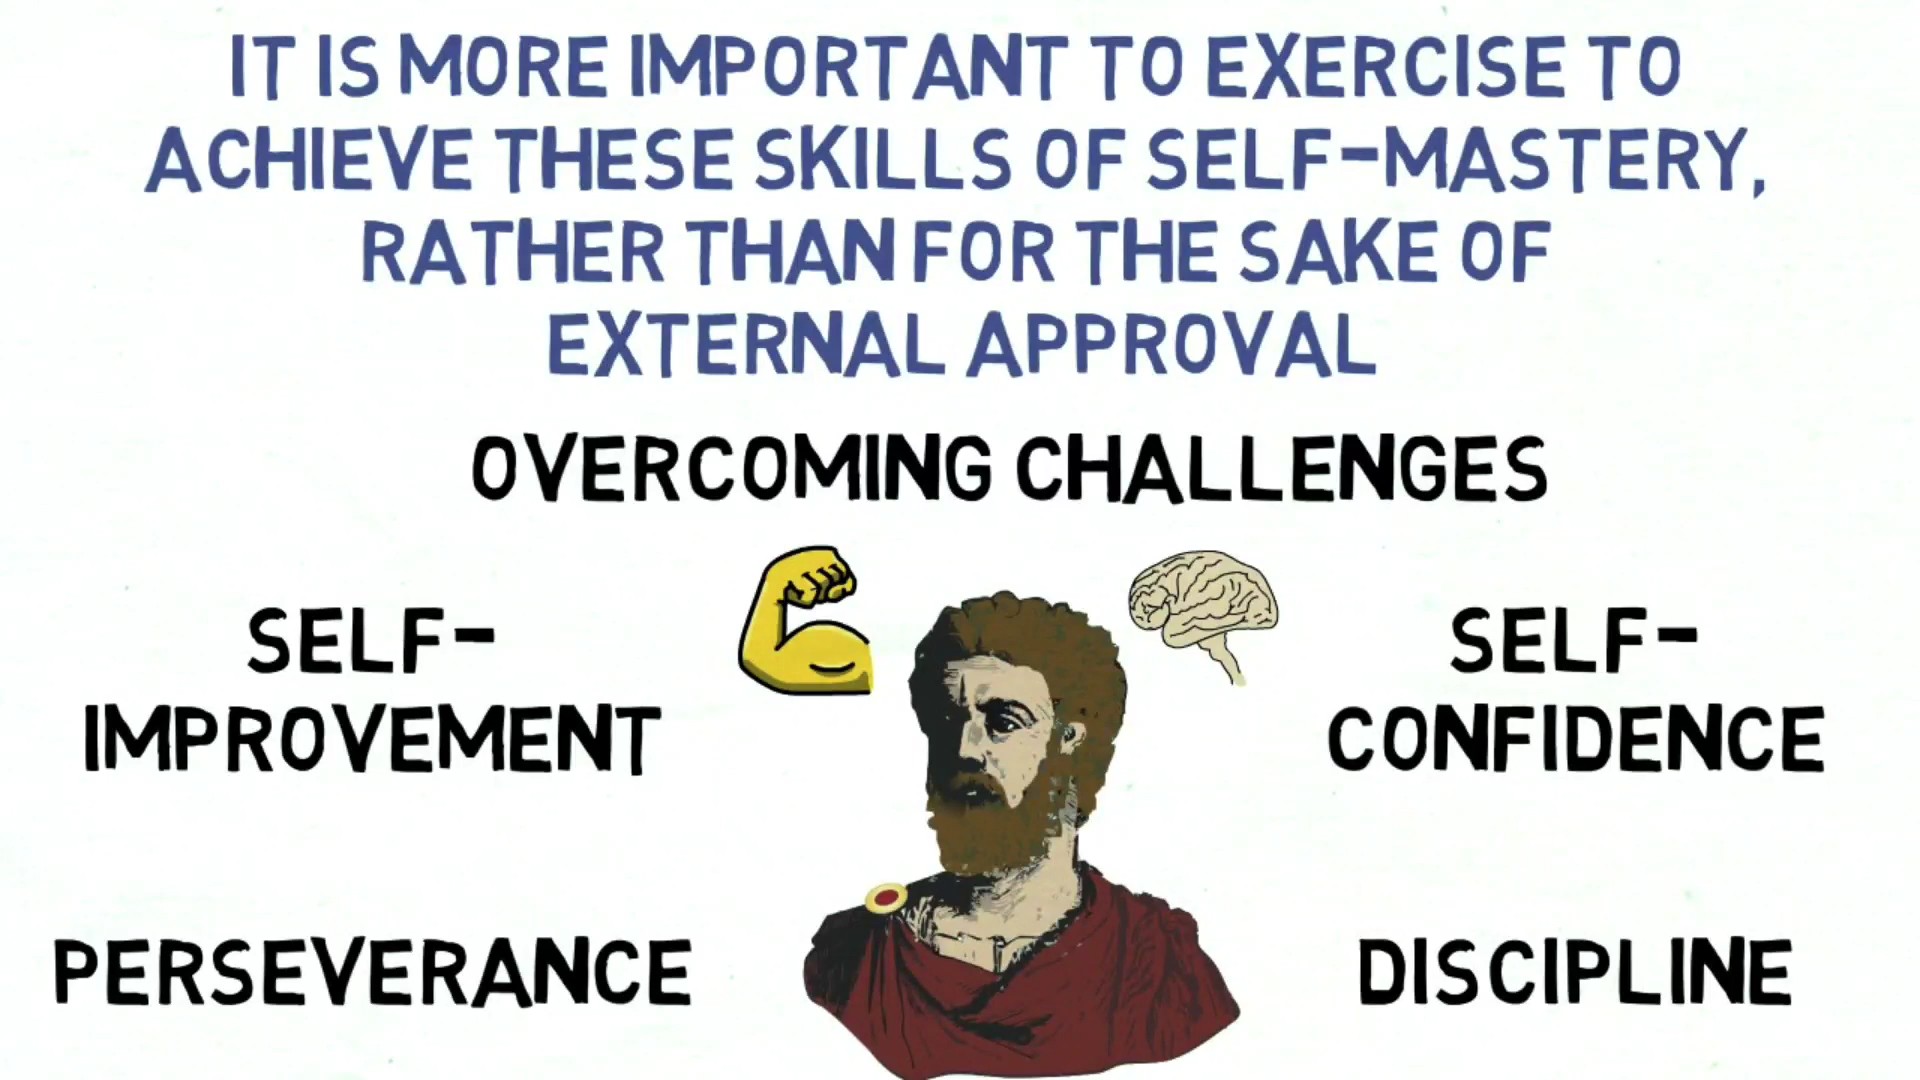 IT IS MORE IMPORTANT TO EXERCISE TO
ACHIEVE THESE SKILLS OF SELF-MASTERY,
RATHER THAN FOR THE SAKE OF
EXTERNAL APPROVAL
OVERCOMING CHALLENGES
SELF-
IMPROVEMENT
SELF-
CONFIDENCE
PERSEVERANCE
DISCIPLINE